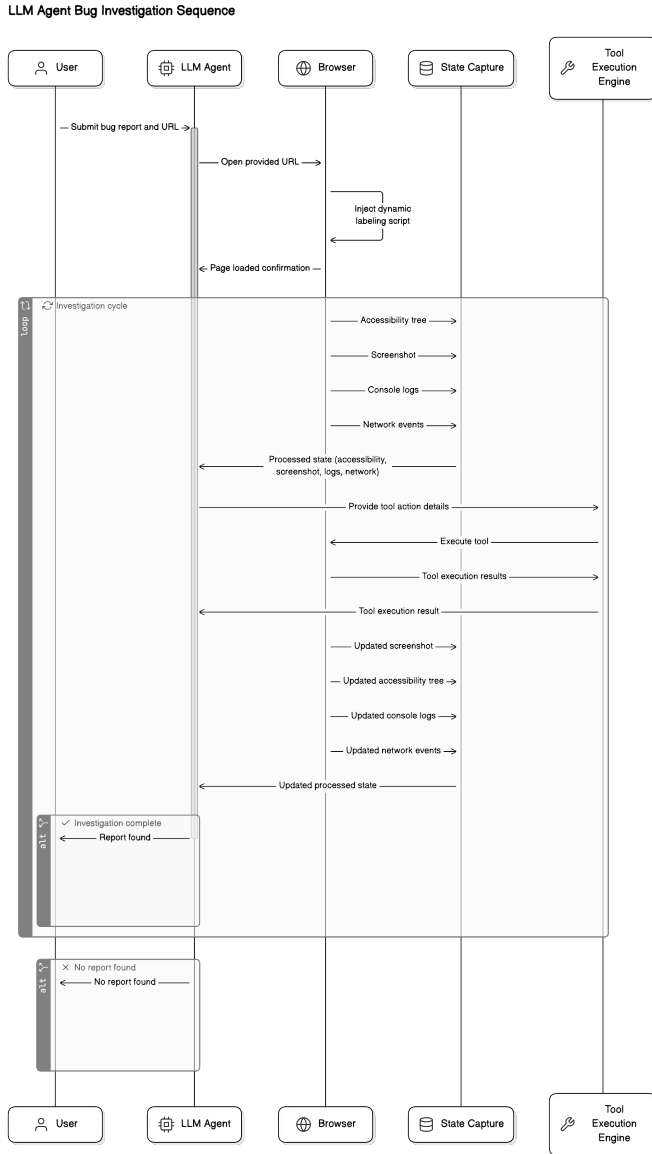 LLM Agent Bug Investigation Sequence
User
LLM Agent
Browser
State Capture
Tool
Execution
Engine
Submit bug report and URL
Open provided URL
Inject dynamic
labeling script
Page loaded confirmation
loop
Investigation cycle
Accessibility tree
Screenshot
Console logs
Network events
Processed state (accessibility,
screenshot, logs, network)
Provide tool action details
Execute tool
Tool execution results
Tool execution result
Updated screenshot
Updated accessibility tree
Updated console logs
Updated network events
Updated processed state
alt
Investigation complete
Report found
alt
No report found
No report found
User
LLM Agent
Browser
State Capture
Tool
Execution
Engine